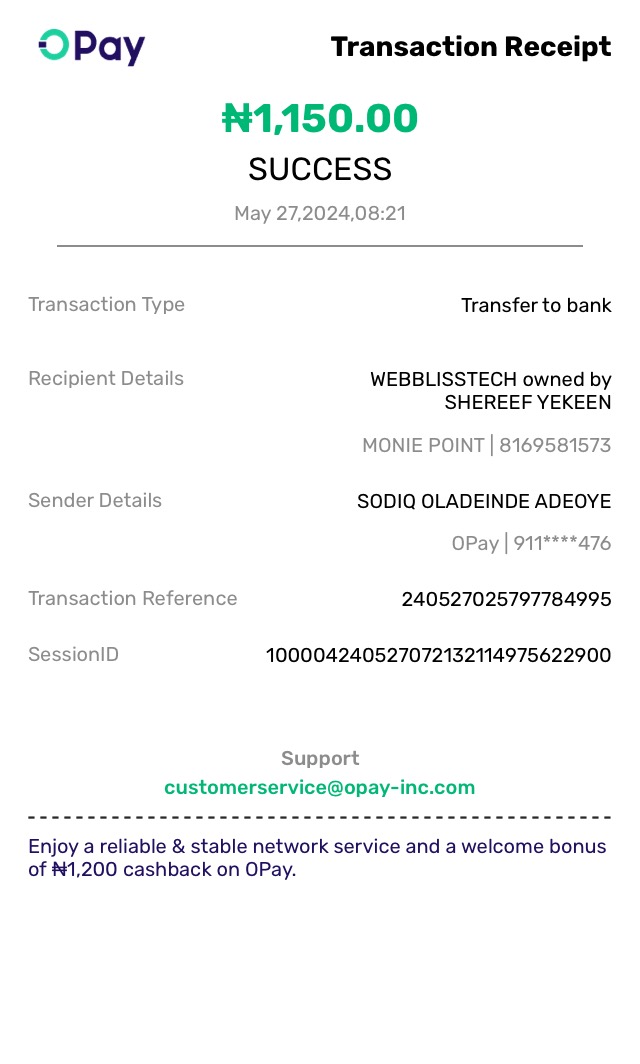 OPay
Transaction Receipt
₦1,150.00
SUCCESS
May 27,2024,08:21
Transaction Type
Transfer to bank
Recipient Details
WEBBLISSTECH owned by
SHEREEF YEKEEN
MONIE POINT | 8169581573
Sender Details
SODIQ OLADEINDE ADEOYE
OPay | 911****476
Transaction Reference
240527025797784995
SessionID
100004240527072132114975622900
Support
customerservice@opay-inc.com
Enjoy a reliable & stable network service and a welcome bonus
of ₦1,200 cashback on OPay.